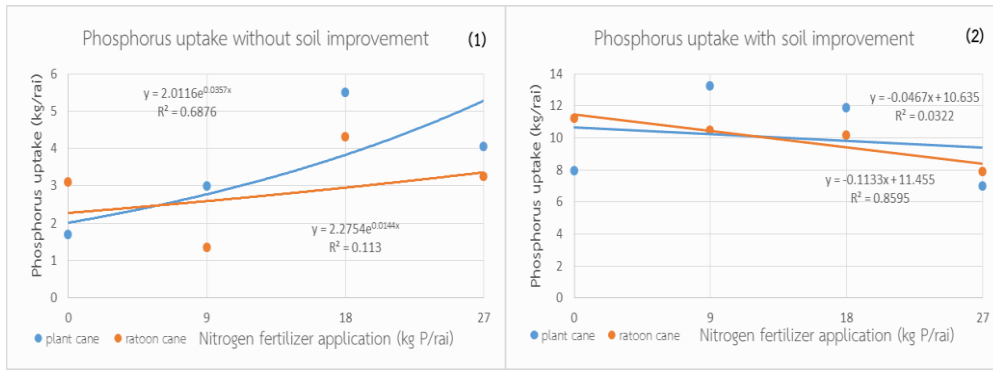 Phosphorus uptake without soil improvement
(1)
Phosphorus uptake (kg/rai)
6
5
4
3
2
1
0
y = 2.0116e^0.0357x
R² = 0.6876
y = 2.2754e^0.0144x
R² = 0.113
0
9
18
27
plant cane
ratoon cane
Nitrogen fertilizer application (kg P/rai)
Phosphorus uptake with soil improvement
(2)
Phosphorus uptake (kg/rai)
14
12
10
8
6
4
2
0
y = -0.0467x + 10.635
R² = 0.0322
y = -0.1133x + 11.455
R² = 0.8595
0
9
18
27
plant cane
ratoon cane
Nitrogen fertilizer application (kg P/rai)